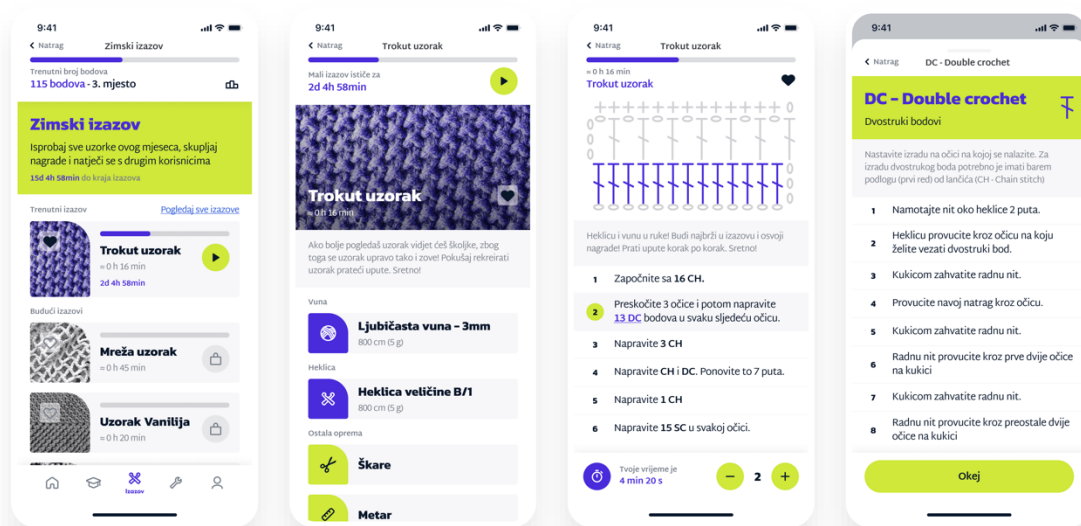 9:41
Natrag
Zimski izazov
Trenutni broj bodova
115 bodova - 3. mjesto
Zimski izazov
Isprobaj sve uzorke ovog mjeseca, skupljaj
nagrade i natječi se s drugim korisnicima
15d 4h 58min do kraja izazova
Trenutni izazov
Pogledaj sve izazove
Trokut uzorak
≈ 0 h 16 min
2d 4h 58min
Budući izazovi
Mreža uzorak
≈ 0 h 45 min
Uzorak Vanilija
≈ 0 h 20 min
Izazov
9:41
Natrag
Trokut uzorak
Mali izazov ističe za
2d 4h 58min
Trokut uzorak
≈ 0 h 16 min
Ako bolje pogledaš uzorak vidjet ćeš školjke, zbog
toga se uzorak upravo tako i zove! Pokušaj rekreirati
uzorak prateći upute. Sretno!
Vuna
Ljubičasta vuna – 3mm
800 cm (5 g)
Heklica
Heklica veličine B/1
800 cm (5 g)
Ostala oprema
Škare
Metar
9:41
Natrag
Trokut uzorak
≈ 0 h 16 min
Trokut uzorak
Heklicu i vunu u ruke! Budi najbrži u izazovu i osvoji
nagrade! Prati upute korak po korak. Sretno!
1 Započnite sa 16 CH.
2 Preskočite 3 očice i potom napravite
13 DC bodova u svaku sljedeću očicu.
3 Napravite 3 CH
4 Napravite CH i DC. Ponovite to 7 puta.
5 Napravite 1 CH
6 Napravite 15 SC u svakoj očici.
Tvoje vrijeme je
4 min 20 s
− 2 +
9:41
Natrag
DC - Double crochet
DC – Double crochet
Dvostruki bodovi
Nastavite izradu na očici na kojoj se nalazite. Za
izradu dvostrukog boda potrebno je imati barem
podlogu (prvi red) od lančića (CH - Chain stitch)
1 Namotajte nit oko heklice 2 puta.
2 Heklicu provucite kroz očicu na koju
želite vezati dvostruki bod.
3 Kukicom zahvatite radnu nit.
4 Provucite navoj natrag kroz očicu.
5 Kukicom zahvatite radnu nit.
6 Radnu nit provucite kroz prve dvije očice
na kukici
7 Kukicom zahvatite radnu nit.
8 Radnu nit provucite kroz preostale dvije
očice na kukici
Okej